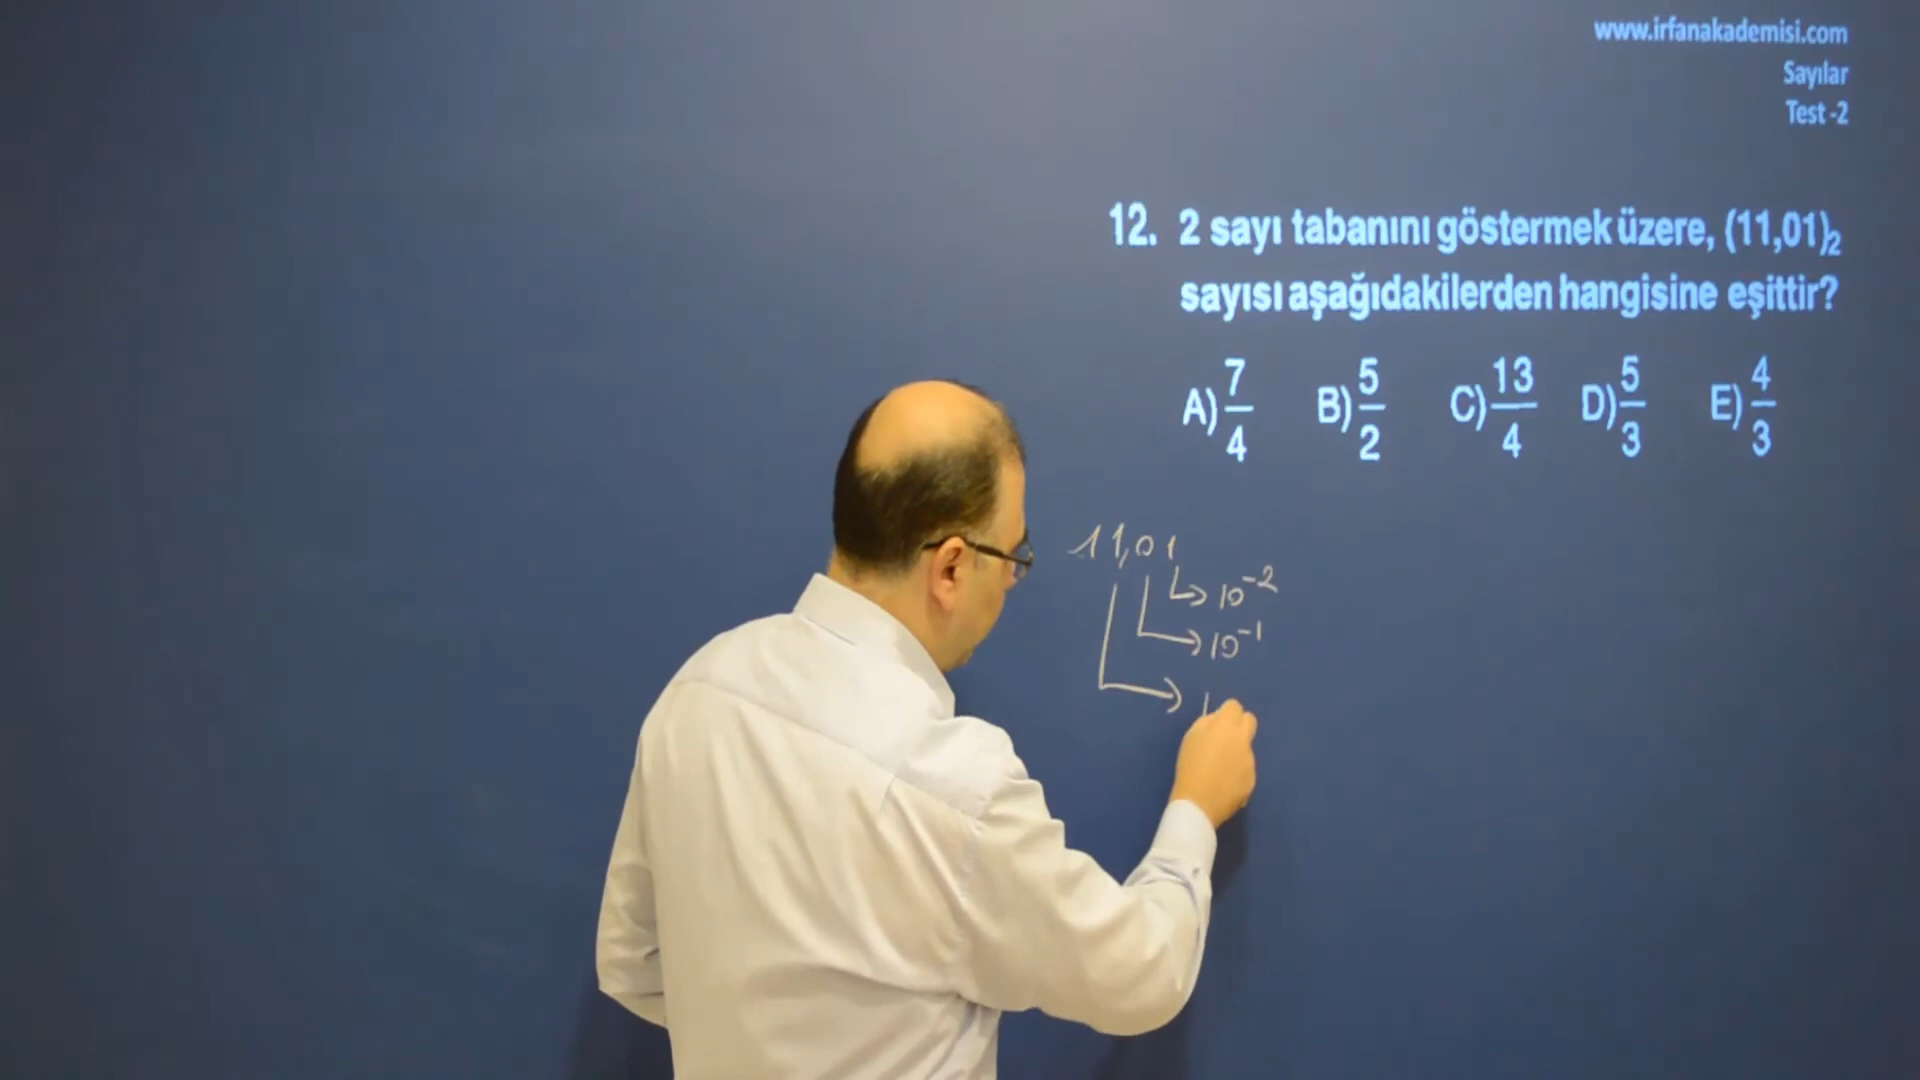 www.irfanakademisi.com
Sayılar
Test -2
12. 2 sayı tabanını göstermek üzere, (11,01)₂
sayısı aşağıdakilerden hangisine eşittir?
A) 7/4 B) 5/2 C) 13/4 D) 5/3 E) 4/3
11,01
→ 10⁻²
→ 10⁻¹
→ 1